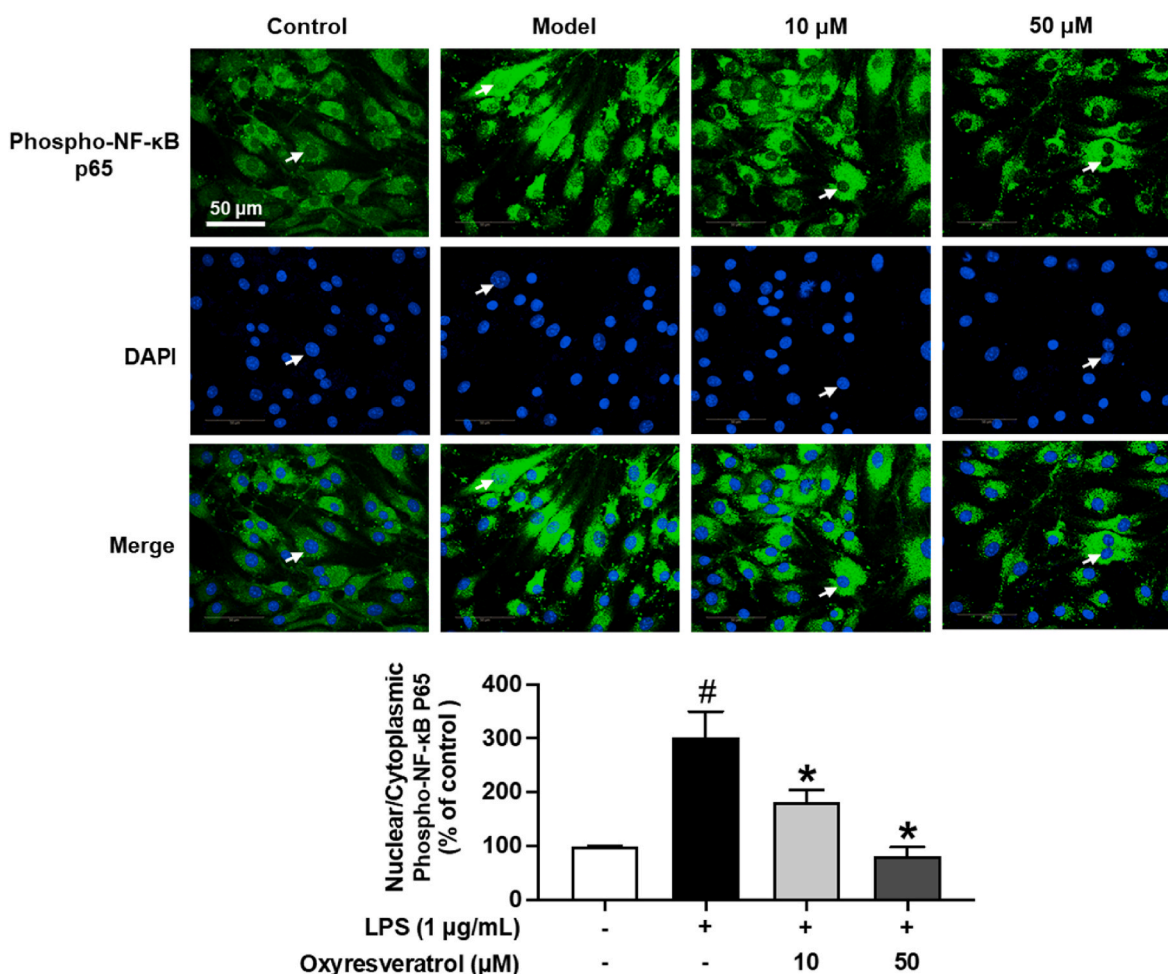 Control Model 10 μM 50 μM
Phospho-NF-κB
p65
50 μm
DAPI
Merge
Nuclear/Cytoplasmic
Phospho-NF-κB P65
(% of control)
400
300
200
100
0
#
*
*
LPS (1 μg/mL) - + + +
Oxyresveratrol (μM) - - 10 50